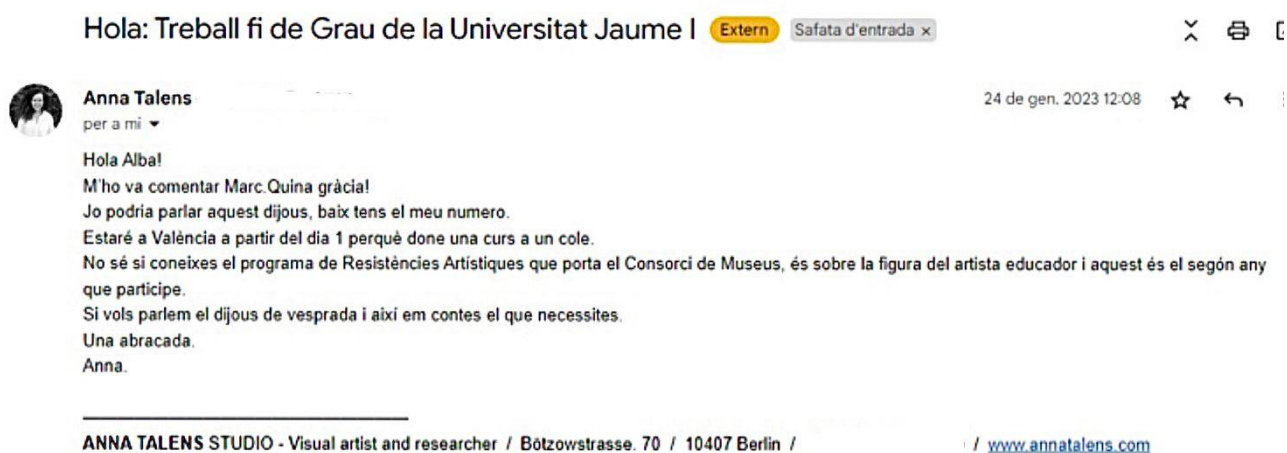 Hola: Treball fi de Grau de la Universitat Jaume I Extern Safata d'entrada ×
Anna Talens 24 de gen. 2023 12:08
per a mi
Hola Alba!
M'ho va comentar Marc.Quina gràcia!
Jo podria parlar aquest dijous, baix tens el meu numero.
Estaré a València a partir del dia 1 perquè done una curs a un cole.
No sé si coneixes el programa de Resistències Artístiques que porta el Consorci de Museus, és sobre la figura del artista educador i aquest és el segón any
que participe.
Si vols parlem el dijous de vesprada i així em contes el que necessites.
Una abracada.
Anna.
ANNA TALENS STUDIO - Visual artist and researcher / Bötzowstrasse. 70 / 10407 Berlin / / www.annatalens.com